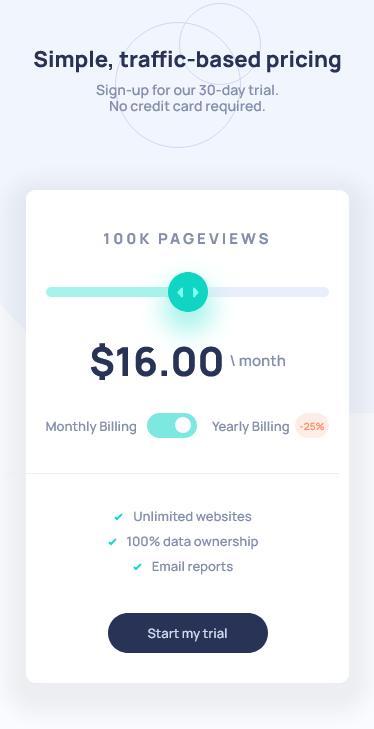 Simple, traffic-based pricing
Sign-up for our 30-day trial.
No credit card required.
100K PAGEVIEWS
$16.00 \ month
Monthly Billing Yearly Billing -25%
Unlimited websites
100% data ownership
Email reports
Start my trial